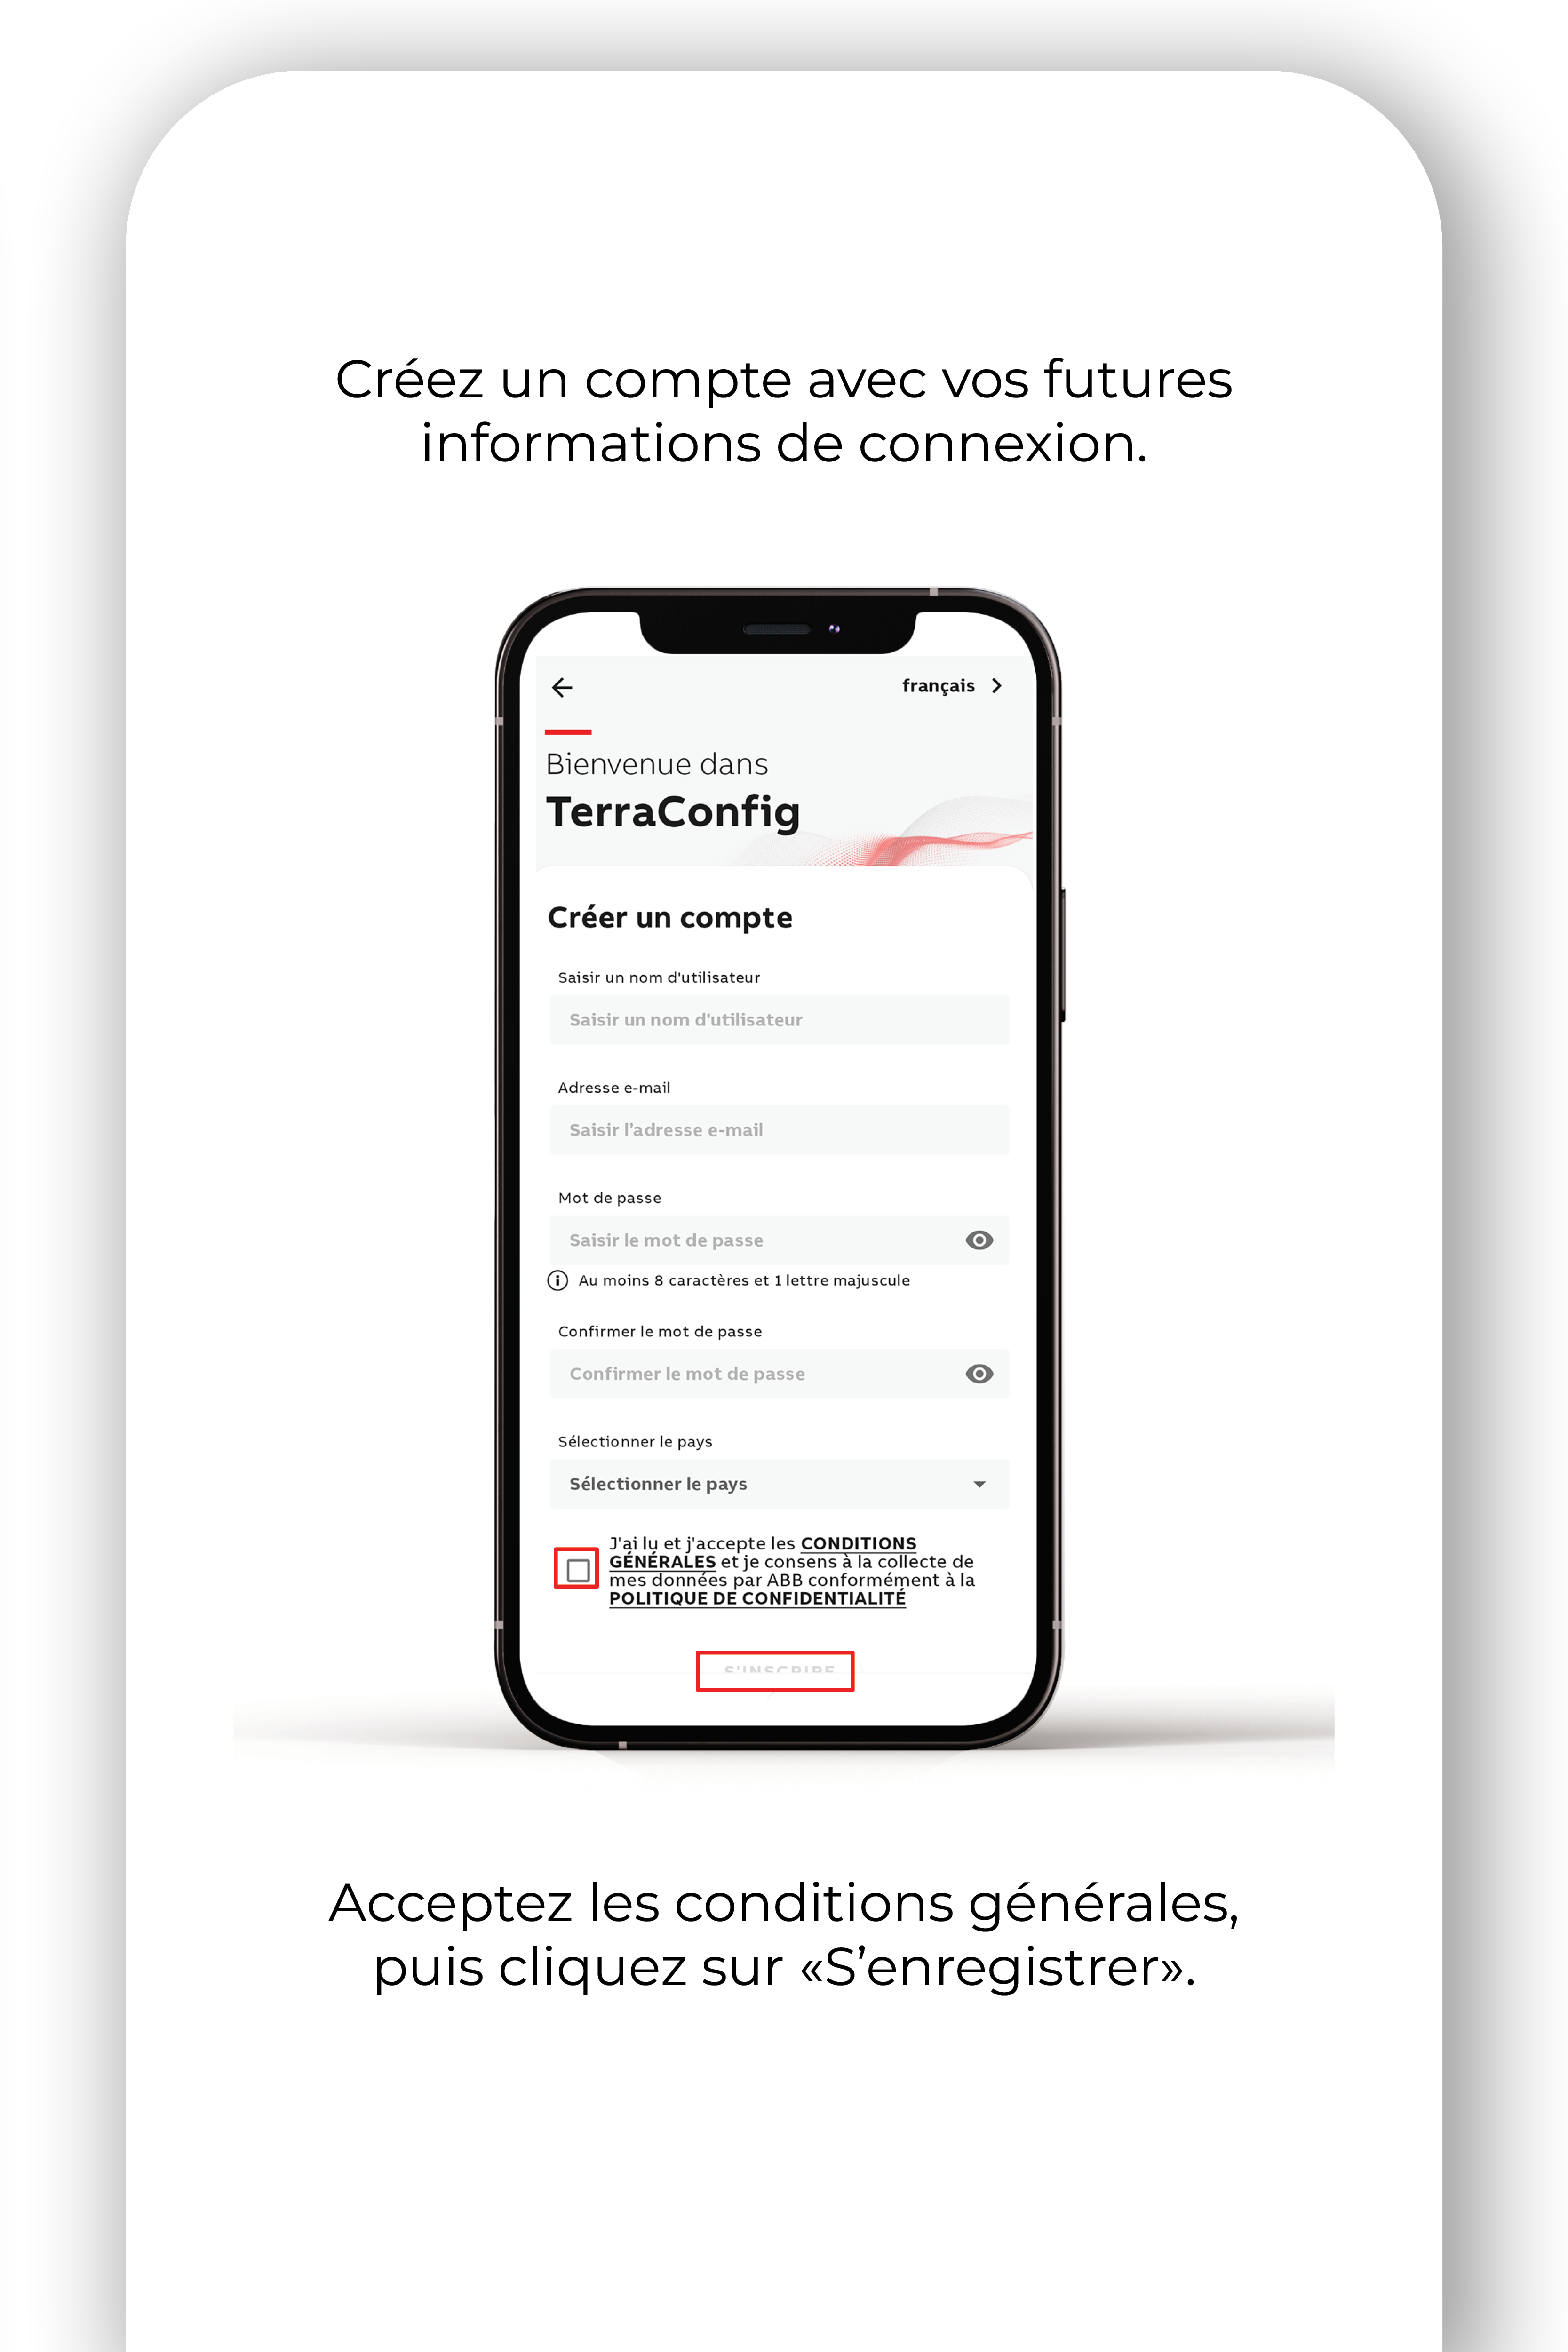 Créez un compte avec vos futures
informations de connexion.
français
Bienvenue dans
TerraConfig
Créer un compte
Saisir un nom d'utilisateur
Saisir un nom d'utilisateur
Adresse e-mail
Saisir l'adresse e-mail
Mot de passe
Saisir le mot de passe
Au moins 8 caractères et 1 lettre majuscule
Confirmer le mot de passe
Confirmer le mot de passe
Sélectionner le pays
Sélectionner le pays
J'ai lu et j'accepte les CONDITIONS
GÉNÉRALES et je consens à la collecte de
mes données par ABB conformément à la
POLITIQUE DE CONFIDENTIALITÉ
S'INSCRIRE
Acceptez les conditions générales,
puis cliquez sur «S’enregistrer».